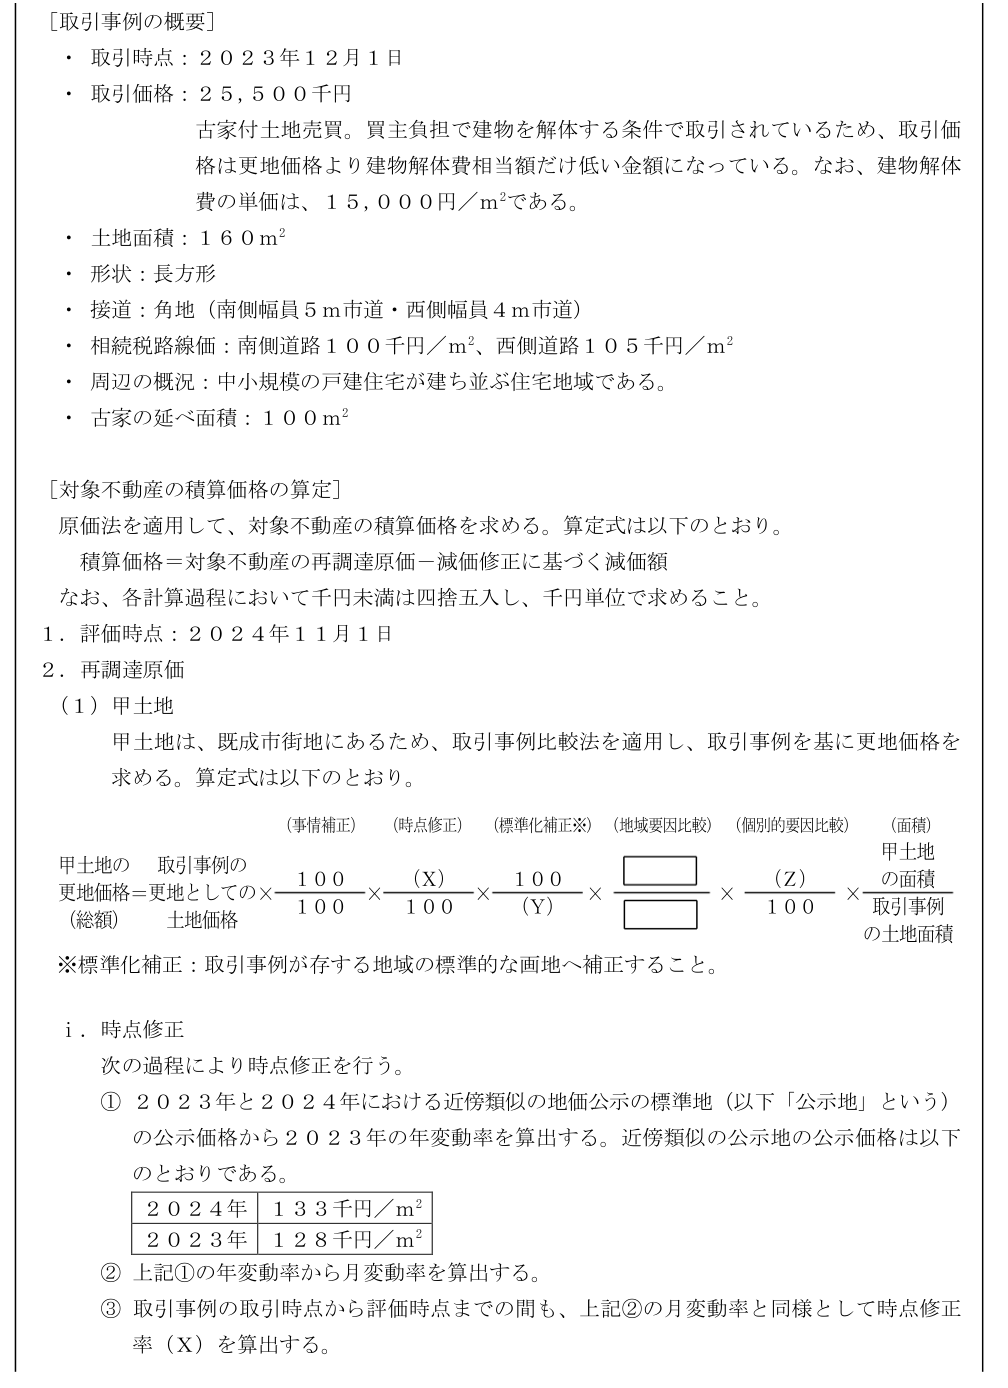 ［取引事例の概要］
・ 取引時点：２０２３年１２月１日
・ 取引価格：２５,５００千円
古家付土地売買。買主負担で建物を解体する条件で取引されているため、取引価
格は更地価格より建物解体費相当額だけ低い金額になっている。なお、建物解体
費の単価は、１５,０００円／m²である。
・ 土地面積：１６０m²
・ 形状：長方形
・ 接道：角地（南側幅員５ｍ市道・西側幅員４ｍ市道）
・ 相続税路線価：南側道路１００千円／m²、西側道路１０５千円／m²
・ 周辺の概況：中小規模の戸建住宅が建ち並ぶ住宅地域である。
・ 古家の延べ面積：１００m²
［対象不動産の積算価格の算定］
原価法を適用して、対象不動産の積算価格を求める。算定式は以下のとおり。
積算価格＝対象不動産の再調達原価－減価修正に基づく減価額
なお、各計算過程において千円未満は四捨五入し、千円単位で求めること。
１．評価時点：２０２４年１１月１日
２．再調達原価
（１）甲土地
甲土地は、既成市街地にあるため、取引事例比較法を適用し、取引事例を基に更地価格を
求める。算定式は以下のとおり。
（事情補正） （時点修正） （標準化補正※） （地域要因比較） （個別的要因比較） （面積）
甲土地の 取引事例の １００ （X） １００ （Z） 甲土地の面積
更地価格＝更地としての× × × × × ×
（総額） 土地価格 １００ １００ （Y） １００ 取引事例の土地面積
※標準化補正：取引事例が存する地域の標準的な画地へ補正すること。
ⅰ．時点修正
次の過程により時点修正を行う。
① ２０２３年と２０２４年における近傍類似の地価公示の標準地（以下「公示地」という）
の公示価格から２０２３年の年変動率を算出する。近傍類似の公示地の公示価格は以下
のとおりである。
２０２４年 １３３千円／m²
２０２３年 １２８千円／m²
② 上記①の年変動率から月変動率を算出する。
③ 取引事例の取引時点から評価時点までの間も、上記②の月変動率と同様として時点修正
率（X）を算出する。